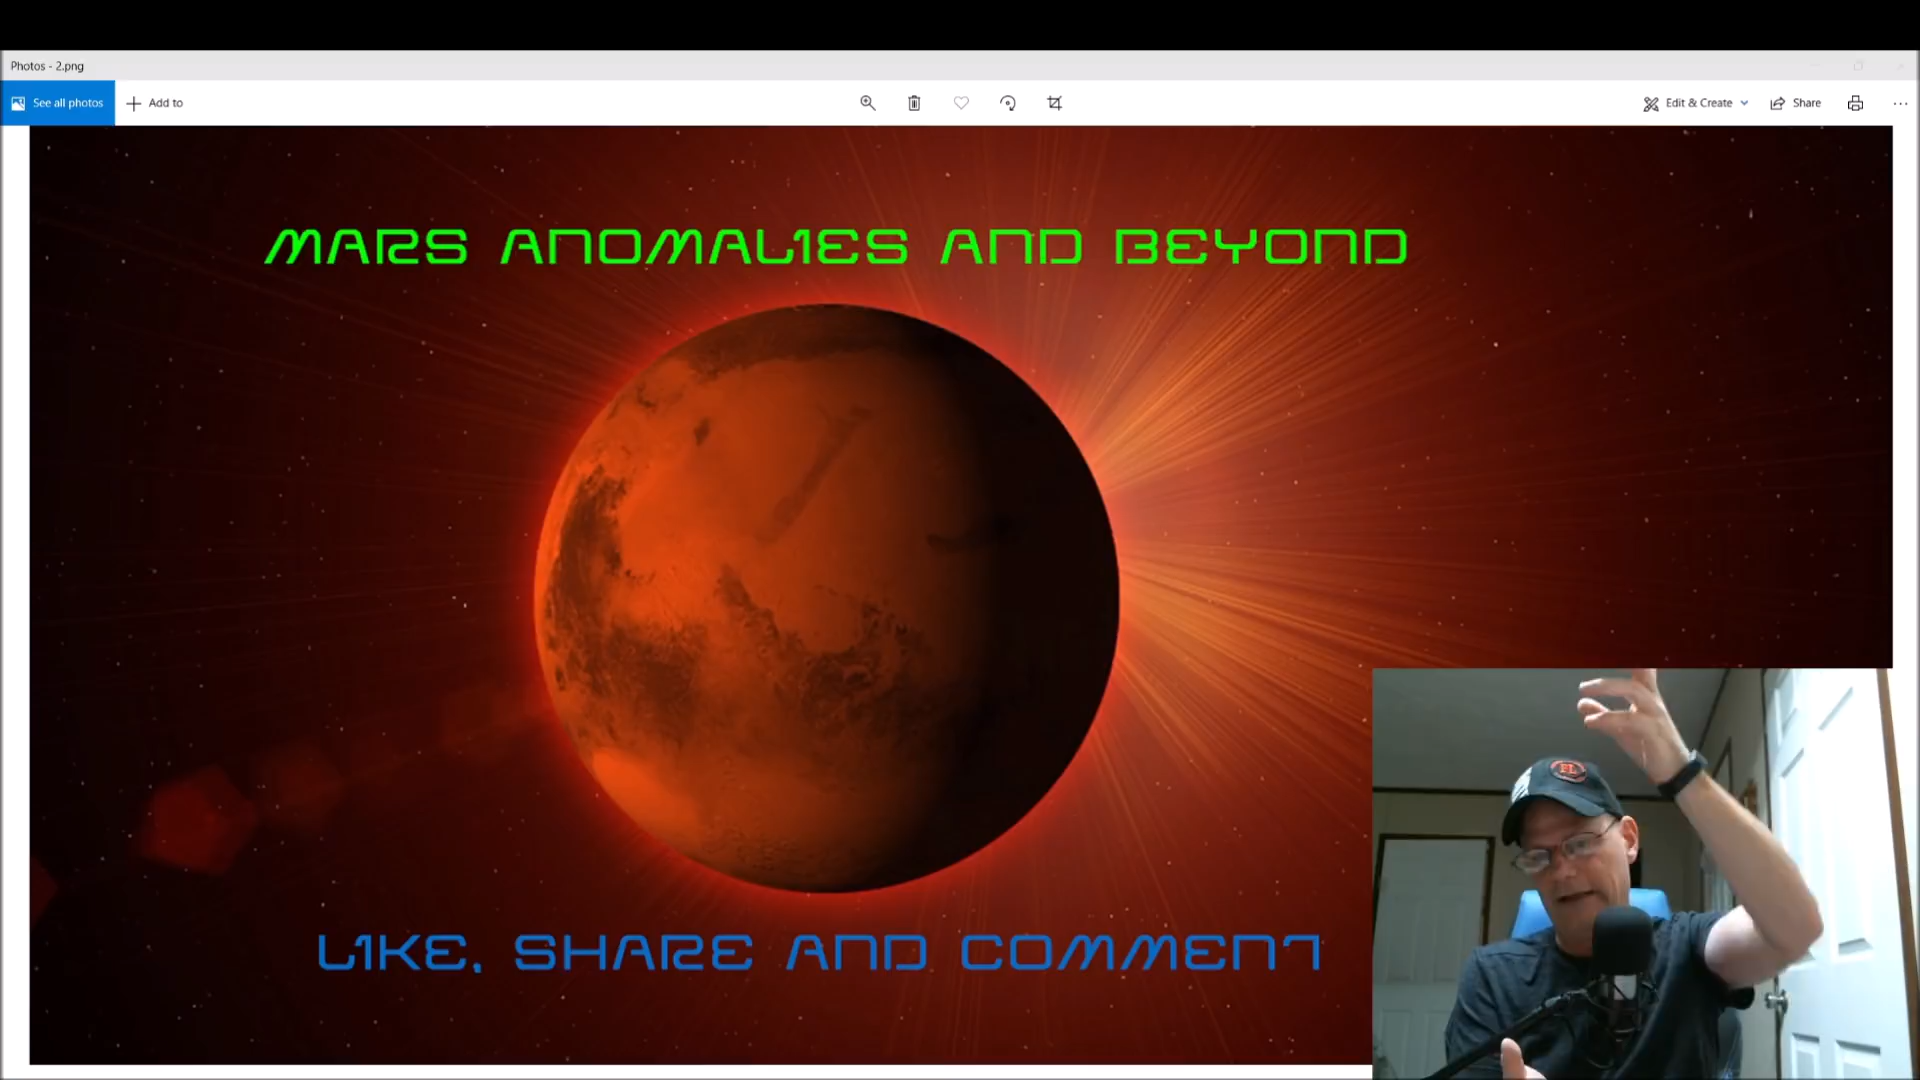 Photos - 2.png
See all photos
Add to
Edit & Create
Share
MARS ANOMALIES AND BEYOND
LIKE, SHARE AND COMMENT